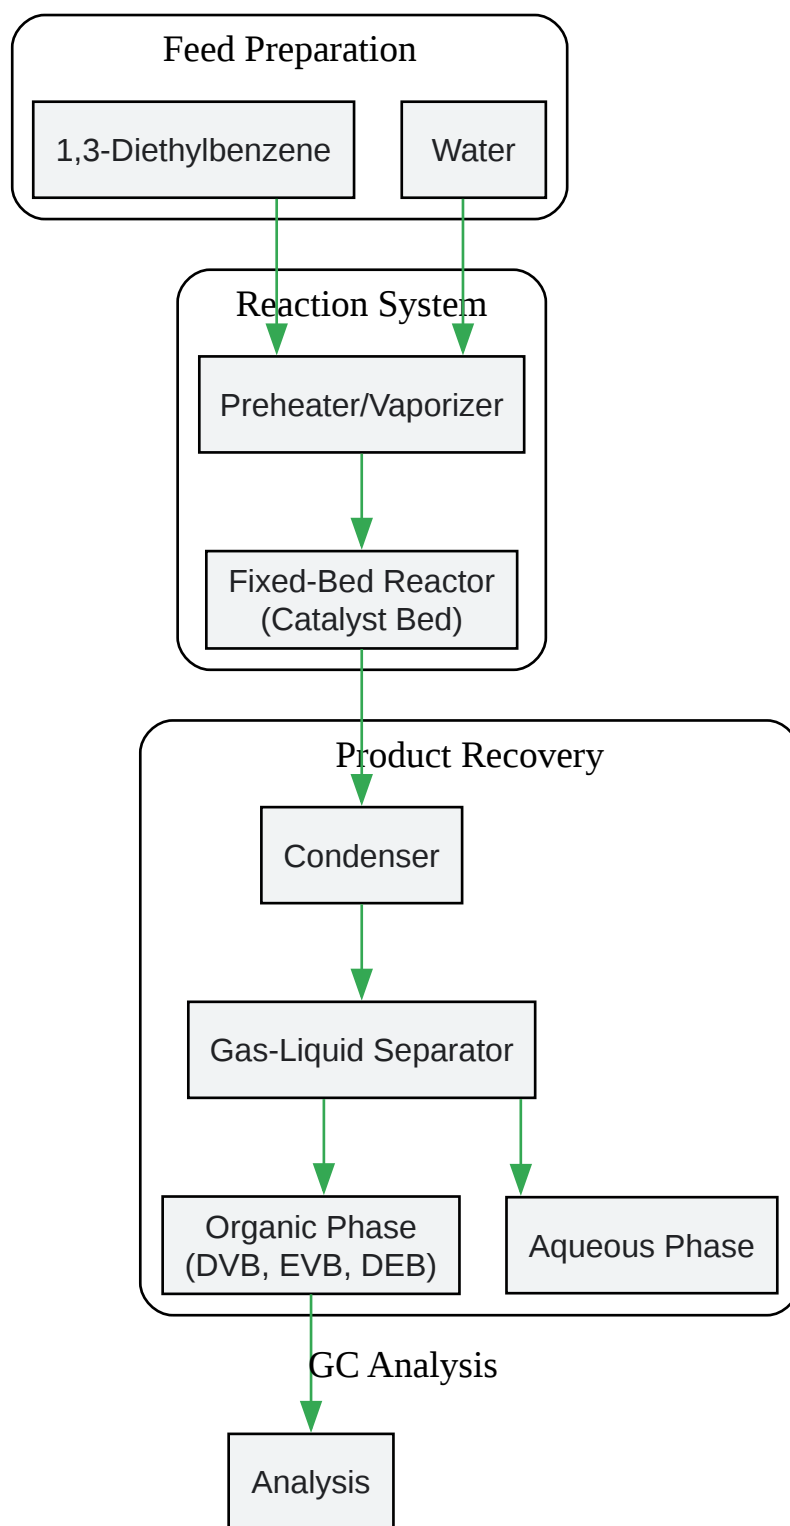 Feed Preparation
1,3-Diethylbenzene
Water
Reaction System
Preheater/Vaporizer
Fixed-Bed Reactor
(Catalyst Bed)
Product Recovery
Condenser
Gas-Liquid Separator
Organic Phase
(DVB, EVB, DEB)
Aqueous Phase
GC Analysis
Analysis